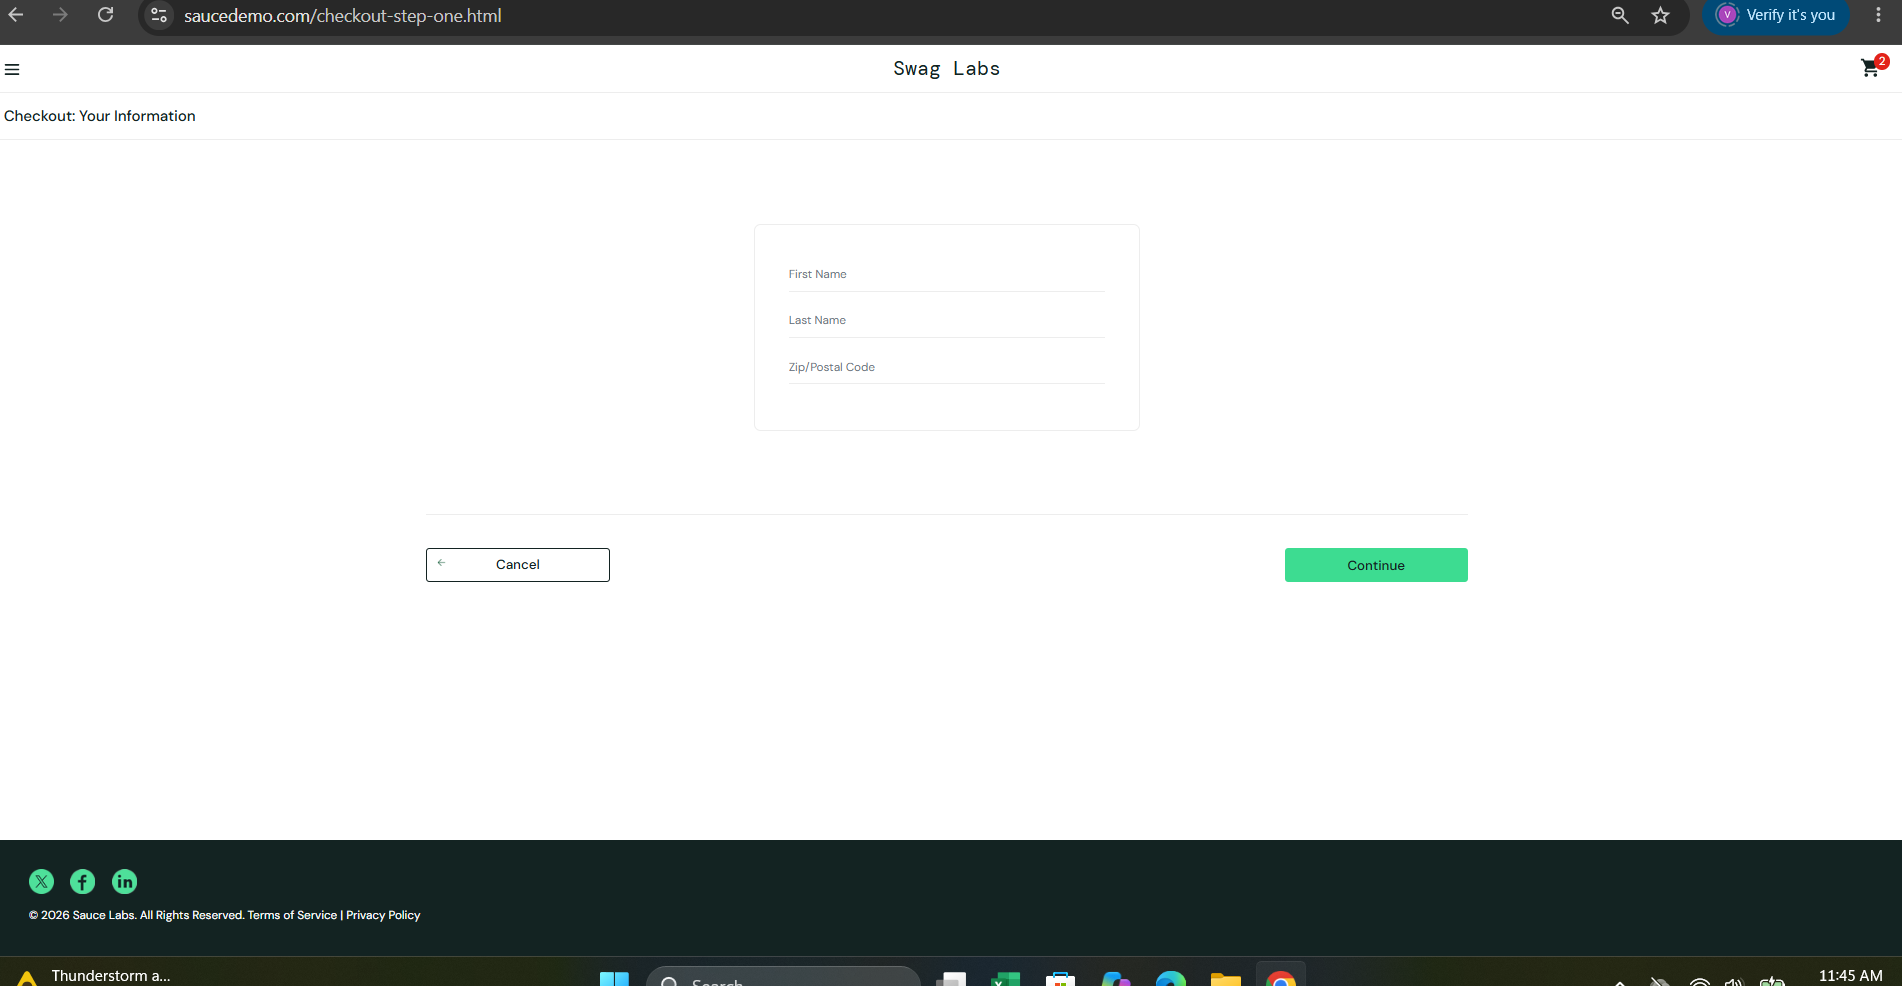 saucedemo.com/checkout-step-one.html
V
Verify it's you
Swag Labs
2
Checkout: Your Information
First Name
Last Name
Zip/Postal Code
Cancel
Continue
© 2026 Sauce Labs. All Rights Reserved. Terms of Service | Privacy Policy
Thunderstorm a...
Search
11:45 AM